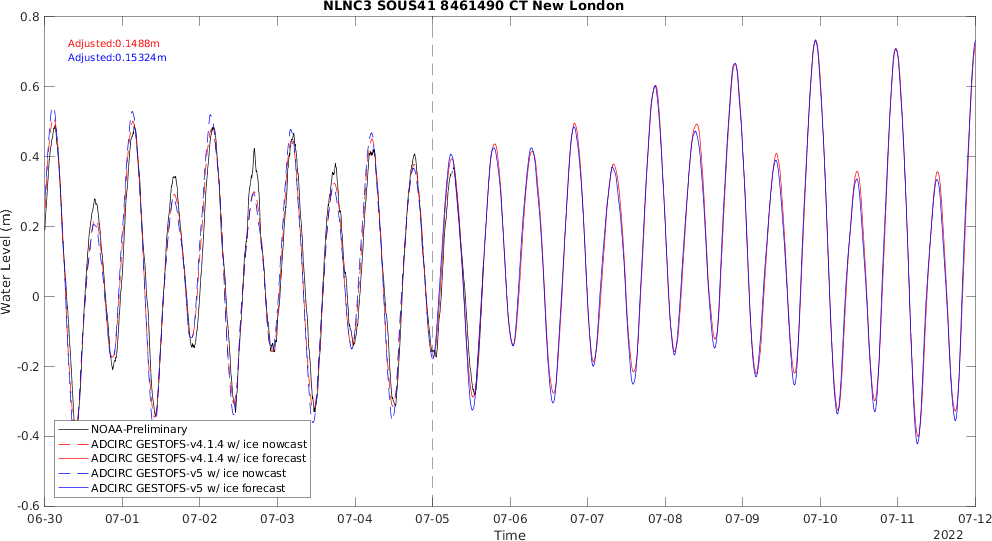 NLNC3 SOUS41 8461490 CT New London
Adjusted:0.1488m
Adjusted:0.15324m
Water Level (m)
0.8
0.6
0.4
0.2
0
-0.2
-0.4
-0.6
NOAA-Preliminary
ADCIRC GESTOFS-v4.1.4 w/ ice nowcast
ADCIRC GESTOFS-v4.1.4 w/ ice forecast
ADCIRC GESTOFS-v5 w/ ice nowcast
ADCIRC GESTOFS-v5 w/ ice forecast
06-30 07-01 07-02 07-03 07-04 07-05 07-06 07-07 07-08 07-09 07-10 07-11 07-12
Time
2022